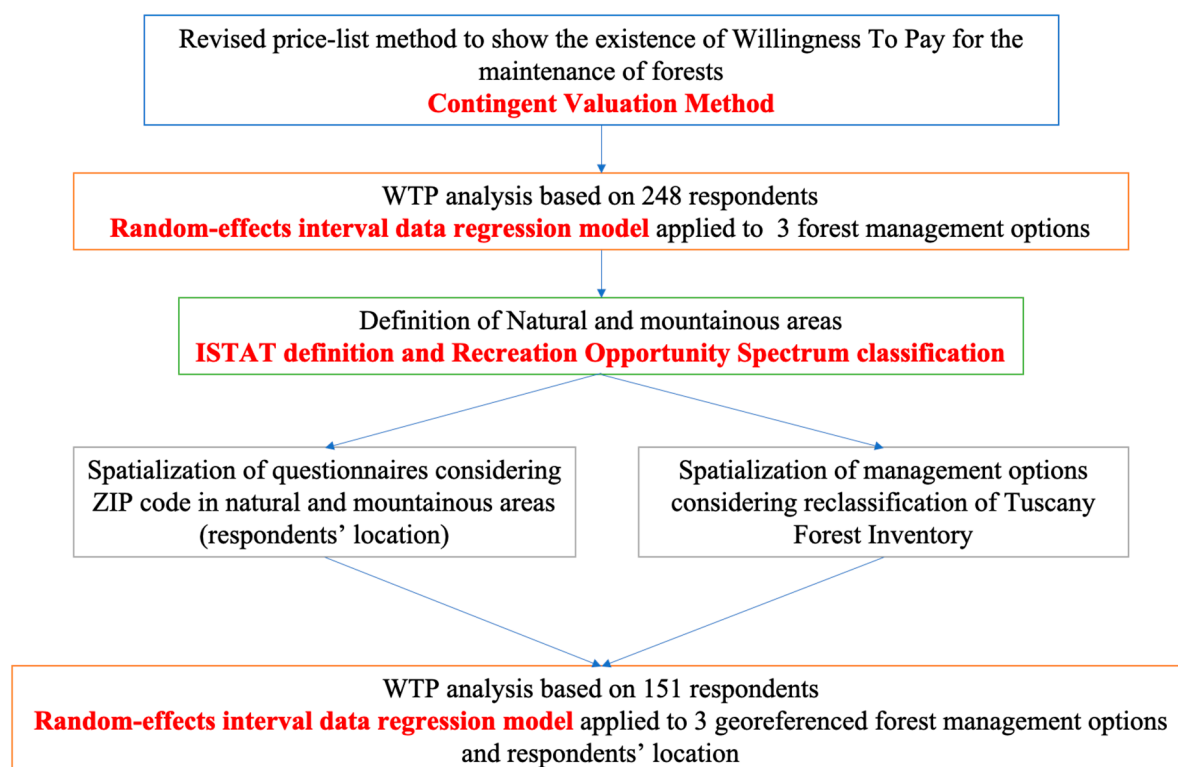 Revised price-list method to show the existence of Willingness To Pay for the
maintenance of forests
Contingent Valuation Method
WTP analysis based on 248 respondents
Random-effects interval data regression model applied to 3 forest management options
Definition of Natural and mountainous areas
ISTAT definition and Recreation Opportunity Spectrum classification
Spatialization of questionnaires considering
ZIP code in natural and mountainous areas
(respondents’ location)
Spatialization of management options
considering reclassification of Tuscany
Forest Inventory
WTP analysis based on 151 respondents
Random-effects interval data regression model applied to 3 georeferenced forest management options
and respondents’ location